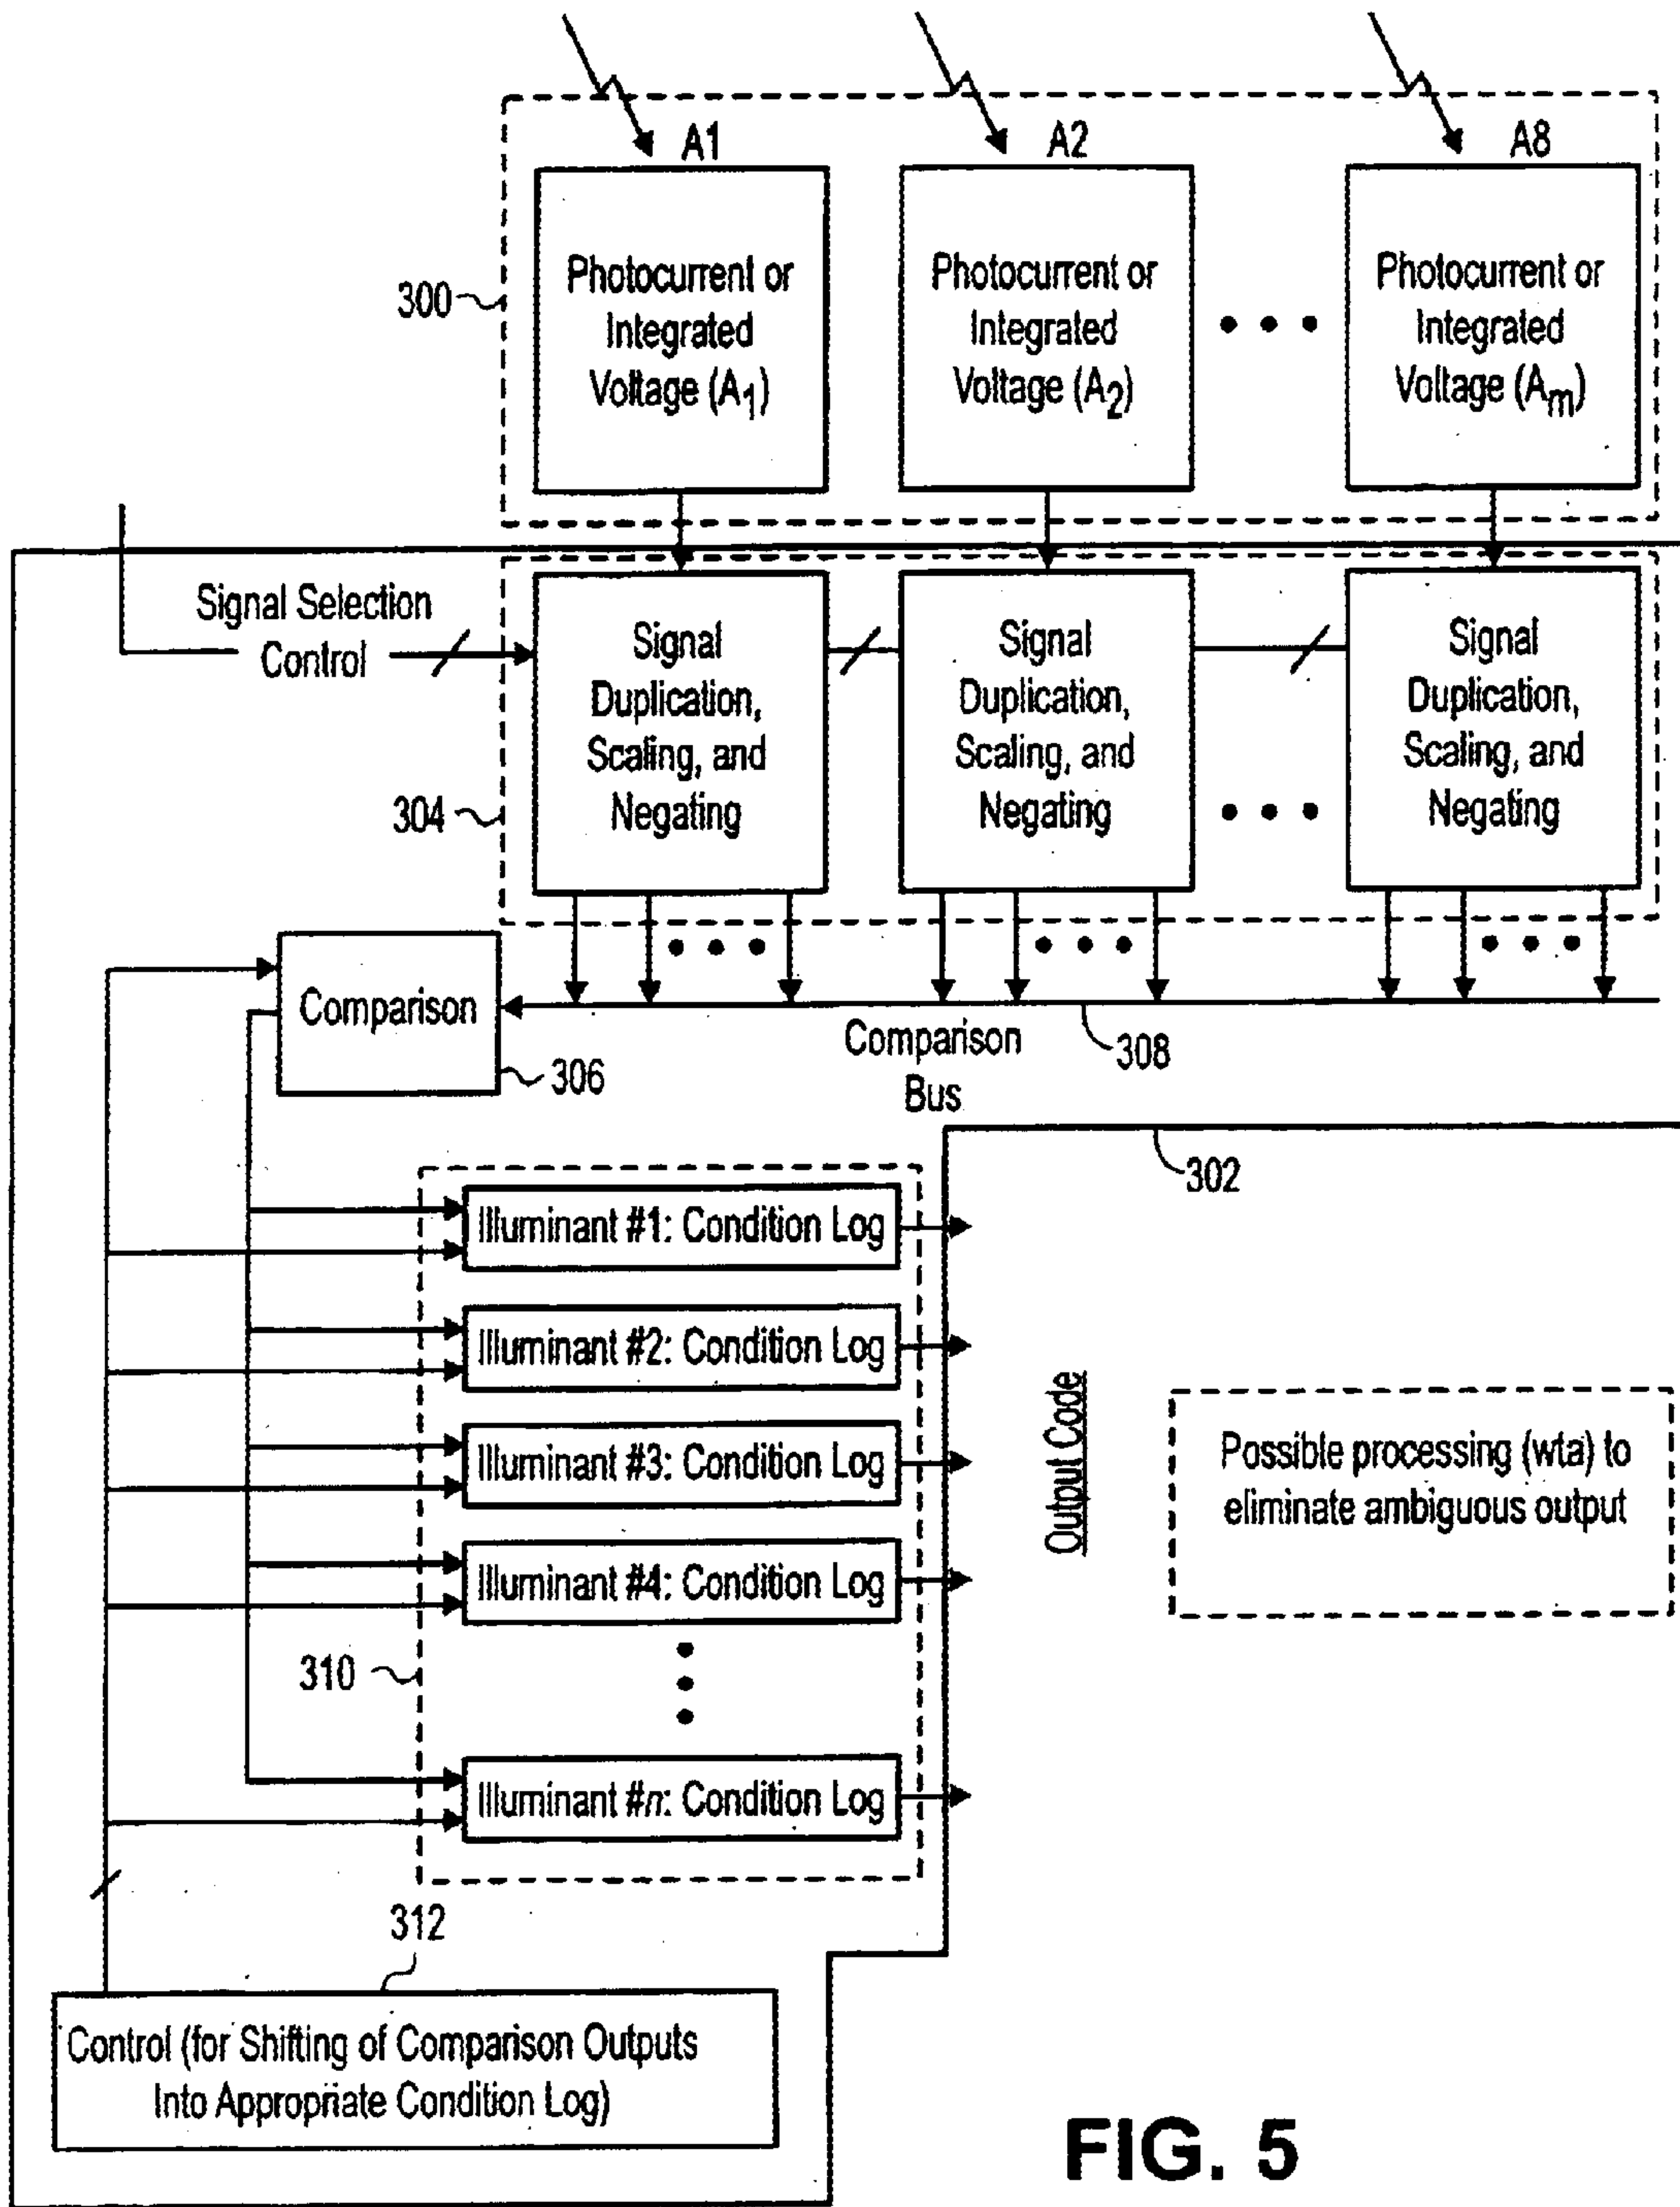 A1
A2
A8
Photocurrent or
Integrated
Voltage (A1)
Photocurrent or
Integrated
Voltage (A2)
Photocurrent or
Integrated
Voltage (Am)
300
Signal Selection
Control
Signal
Duplication,
Scaling, and
Negating
Signal
Duplication,
Scaling, and
Negating
Signal
Duplication,
Scaling, and
Negating
304
Comparison
306
Comparison
Bus
308
302
Illuminant #1: Condition Log
Illuminant #2: Condition Log
Illuminant #3: Condition Log
Illuminant #4: Condition Log
Illuminant #n: Condition Log
310
Output Code
Possible processing (wta) to
eliminate ambiguous output
312
Control (for Shifting of Comparison Outputs
Into Appropriate Condition Log)
FIG. 5